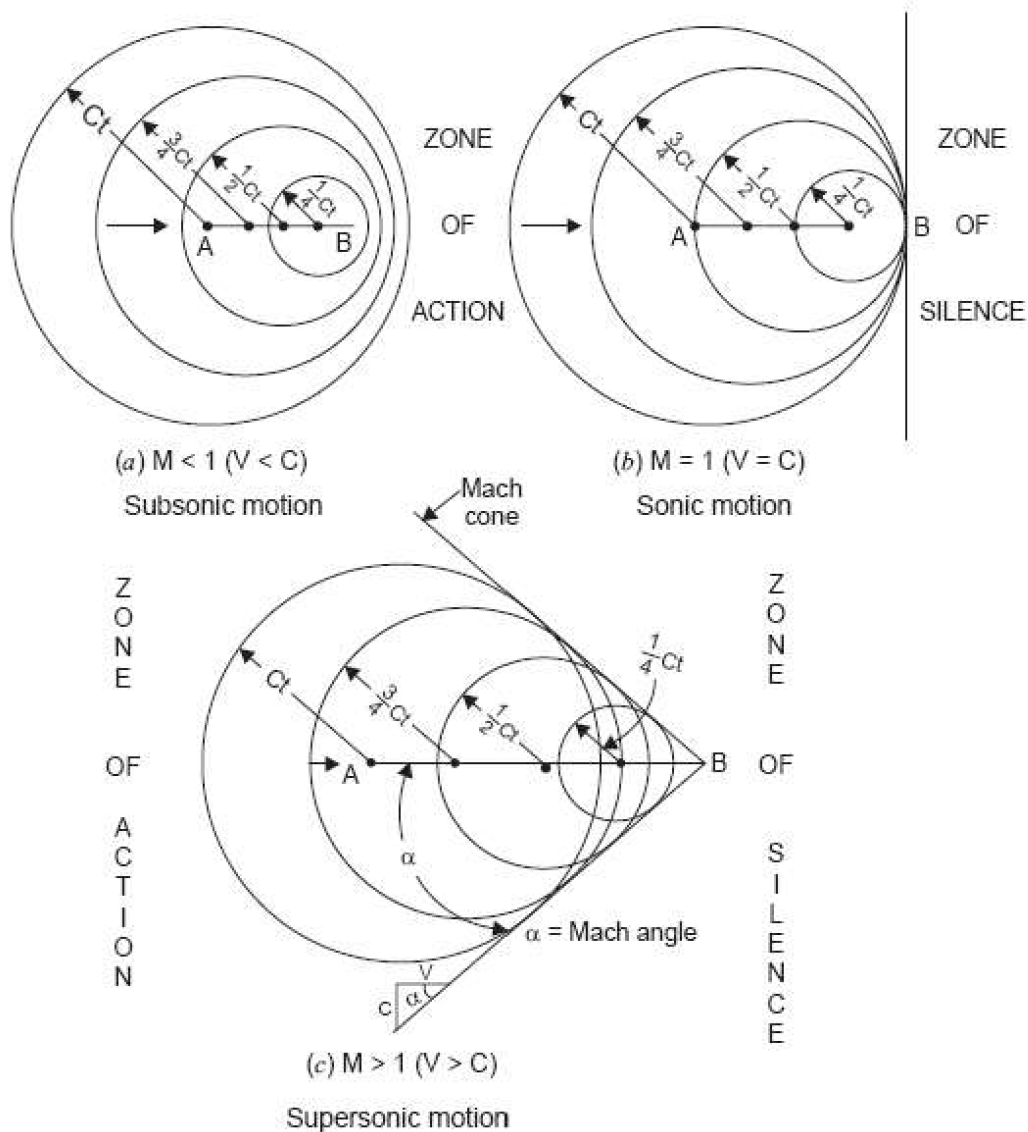 Ct
3/4 Ct
1/2 Ct
1/4 Ct
A
B
ZONE
OF
ACTION
(a) M < 1 (V < C)
Subsonic motion
Ct
3/4 Ct
1/2 Ct
1/4 Ct
A
B
ZONE
OF
SILENCE
(b) M = 1 (V = C)
Sonic motion
Mach
cone
ZONE
OF
ACTION
Ct
3/4 Ct
1/2 Ct
1/4 Ct
A
B
α
α = Mach angle
V
C
α
ZONE
OF
SILENCE
(c) M > 1 (V > C)
Supersonic motion